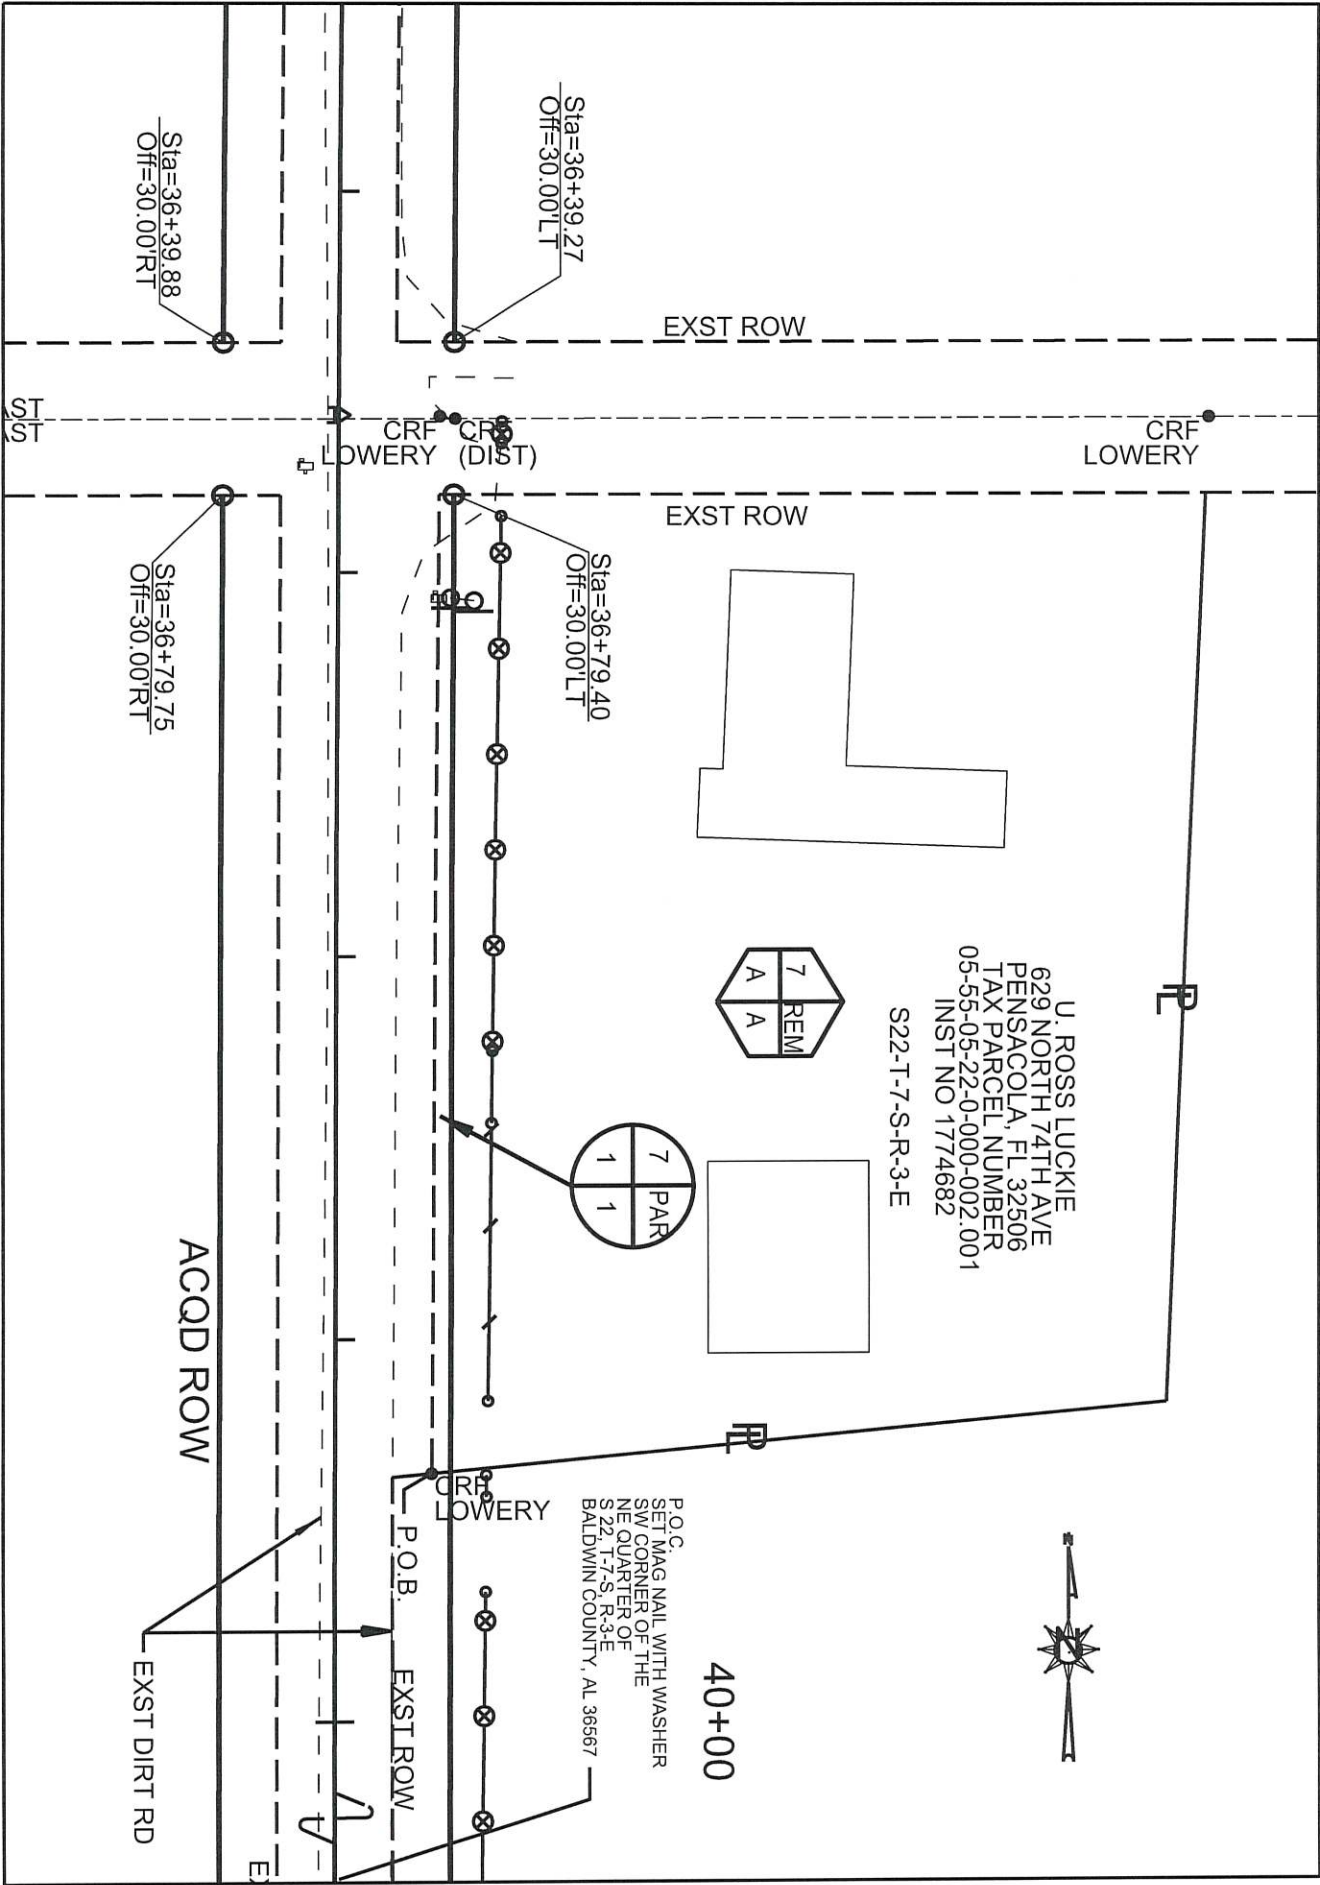 Sta=36+39.27
Off=30.00'LT
Sta=36+39.88
Off=30.00'RT
EXST ROW
AST
AST
CRF
LOWERY
(DIST)
CRF
LOWERY
EXST ROW
Sta=36+79.40
Off=30.00'LT
Sta=36+79.75
Off=30.00'RT
U. ROSS LUCKIE
629 NORTH 74TH AVE
PENSACOLA, FL 32506
TAX PARCEL NUMBER
05-55-05-22-0-000-002.001
INST NO 1774682
S22-T-7-S-R-3-E
7 REM
A A
7 PAR
1 1
PL
PL
ACQD ROW
CRF
LOWERY
P.O.B.
P.O.C.
SET MAG NAIL WITH WASHER
SW CORNER OF THE
NE QUARTER OF
S 22, T-7-S, R-3-E
BALDWIN COUNTY, AL 36567
40+00
EXST ROW
EXST DIRT RD